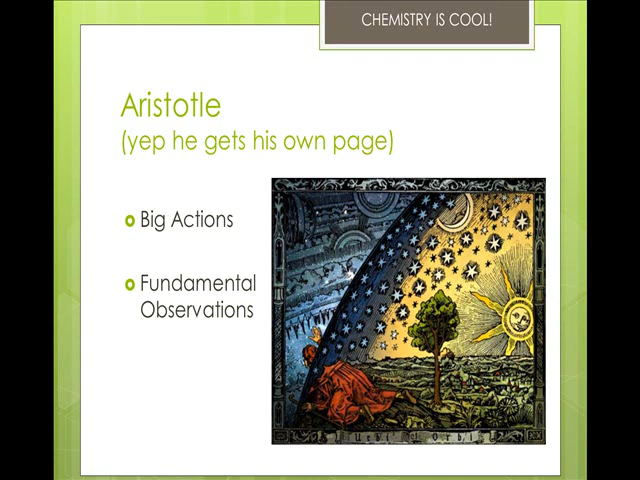 CHEMISTRY IS COOL!
Aristotle
(yep he gets his own page)
Big Actions
Fundamental
Observations